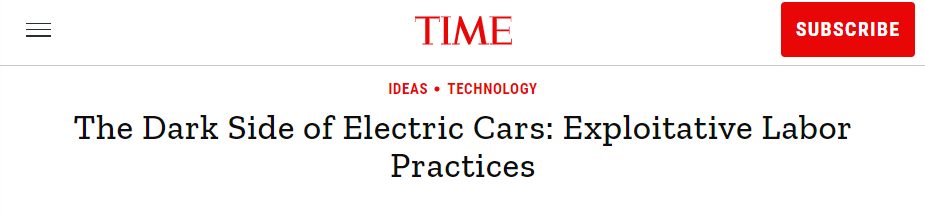 TIME
SUBSCRIBE
IDEAS • TECHNOLOGY
The Dark Side of Electric Cars: Exploitative Labor
Practices